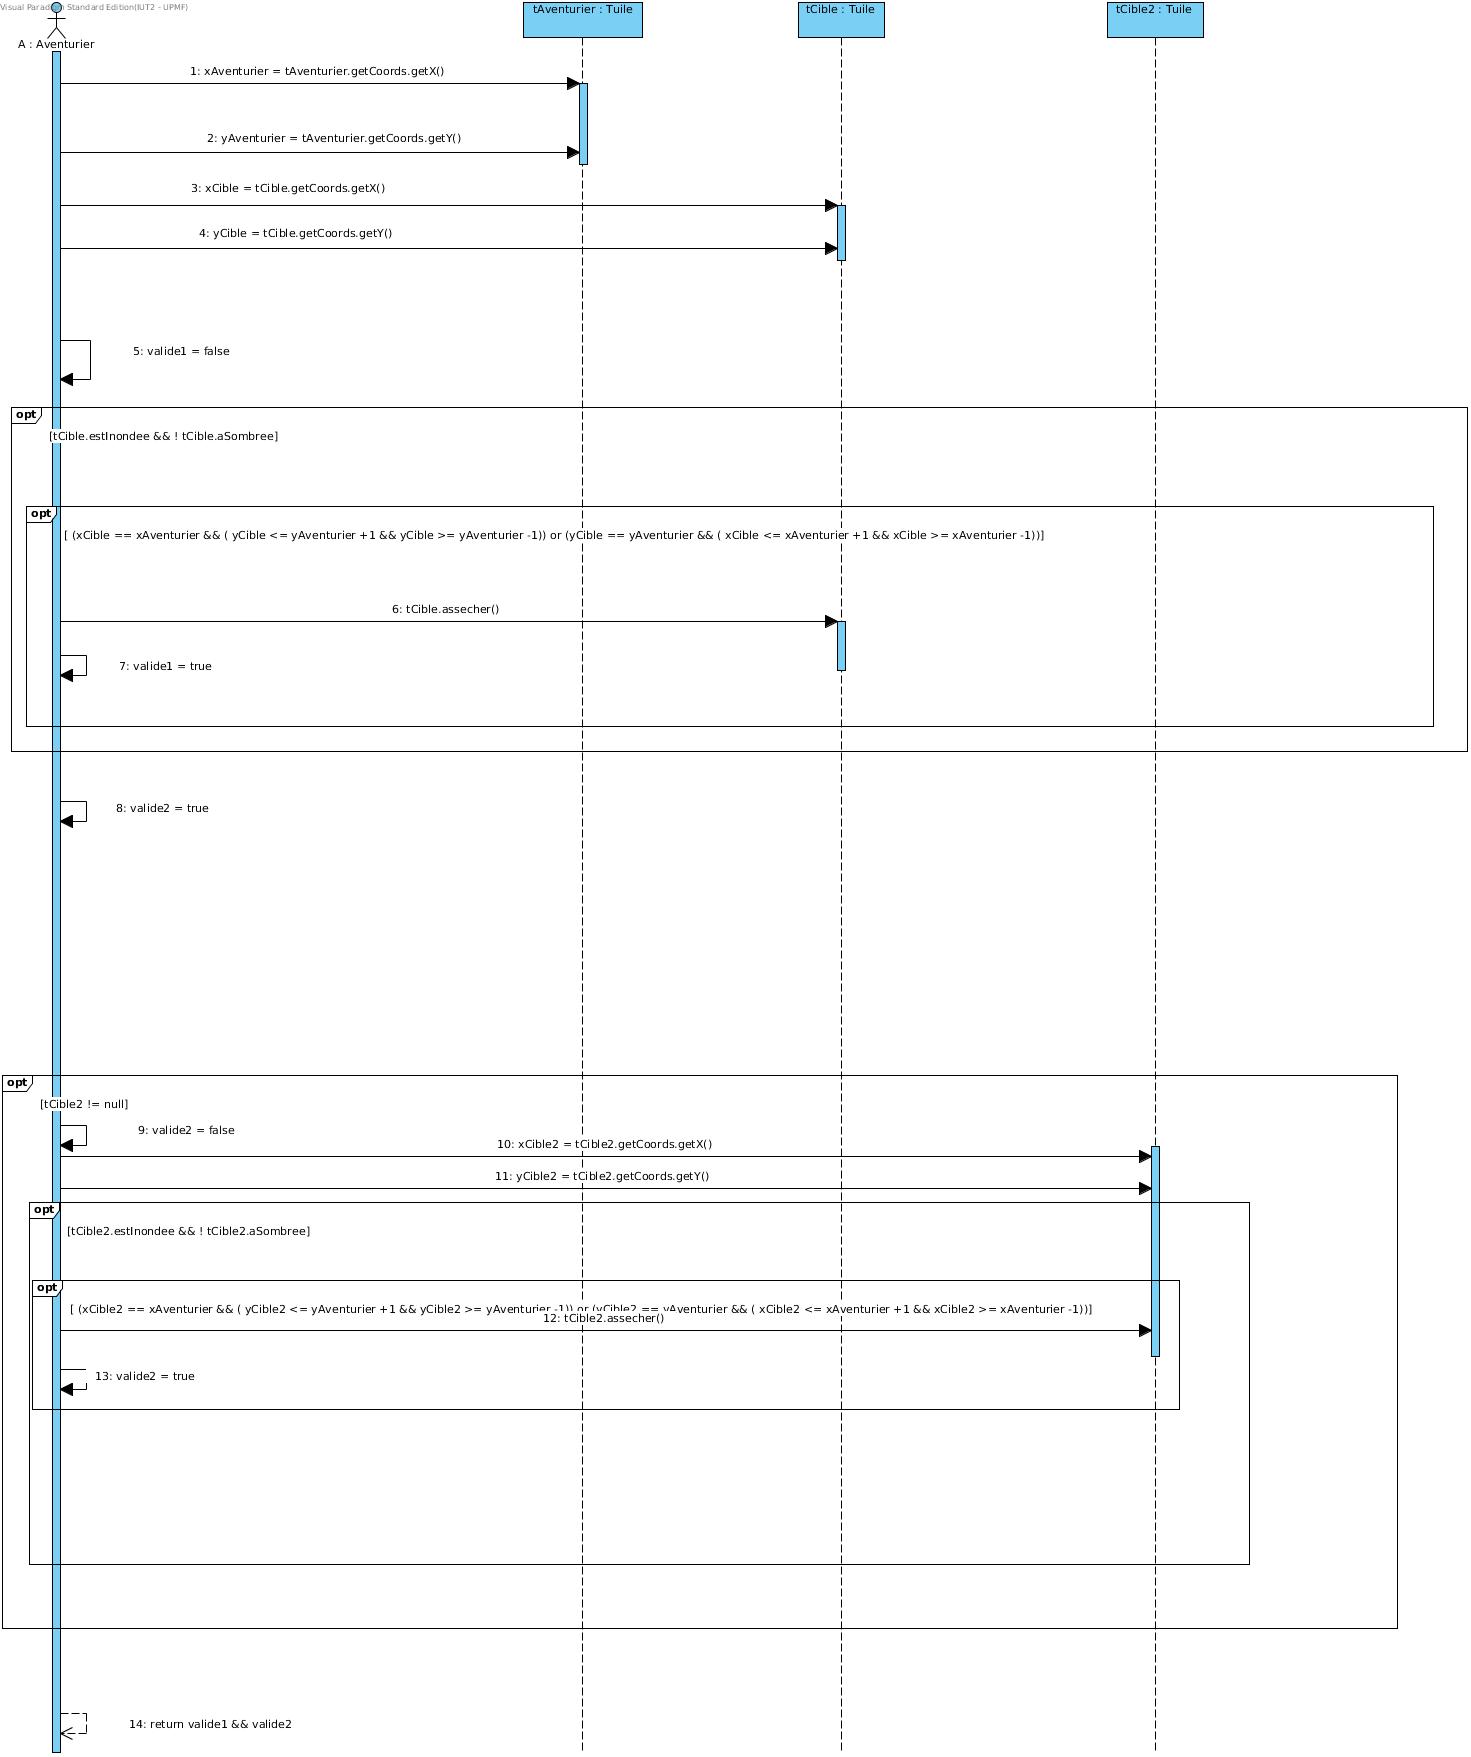 Visual Parad m Standard Edition(IUT2 - UPMF)
A : Aventurier
tAventurier : Tuile
tCible : Tuile
tCible2 : Tuile
1: xAventurier = tAventurier.getCoords.getX()
2: yAventurier = tAventurier.getCoords.getY()
3: xCible = tCible.getCoords.getX()
4: yCible = tCible.getCoords.getY()
5: valide1 = false
opt
[tCible.estInondee && ! tCible.aSombree]
opt
[ (xCible == xAventurier && ( yCible <= yAventurier +1 && yCible >= yAventurier -1)) or (yCible == yAventurier && ( xCible <= xAventurier +1 && xCible >= xAventurier -1))]
6: tCible.assecher()
7: valide1 = true
8: valide2 = true
opt
[tCible2 != null]
9: valide2 = false
10: xCible2 = tCible2.getCoords.getX()
11: yCible2 = tCible2.getCoords.getY()
opt
[tCible2.estInondee && ! tCible2.aSombree]
opt
[ (xCible2 == xAventurier && ( yCible2 <= yAventurier +1 && yCible2 >= yAventurier -1)) or (yCible2 == yAventurier && ( xCible2 <= xAventurier +1 && xCible2 >= xAventurier -1))]
12: tCible2.assecher()
13: valide2 = true
14: return valide1 && valide2